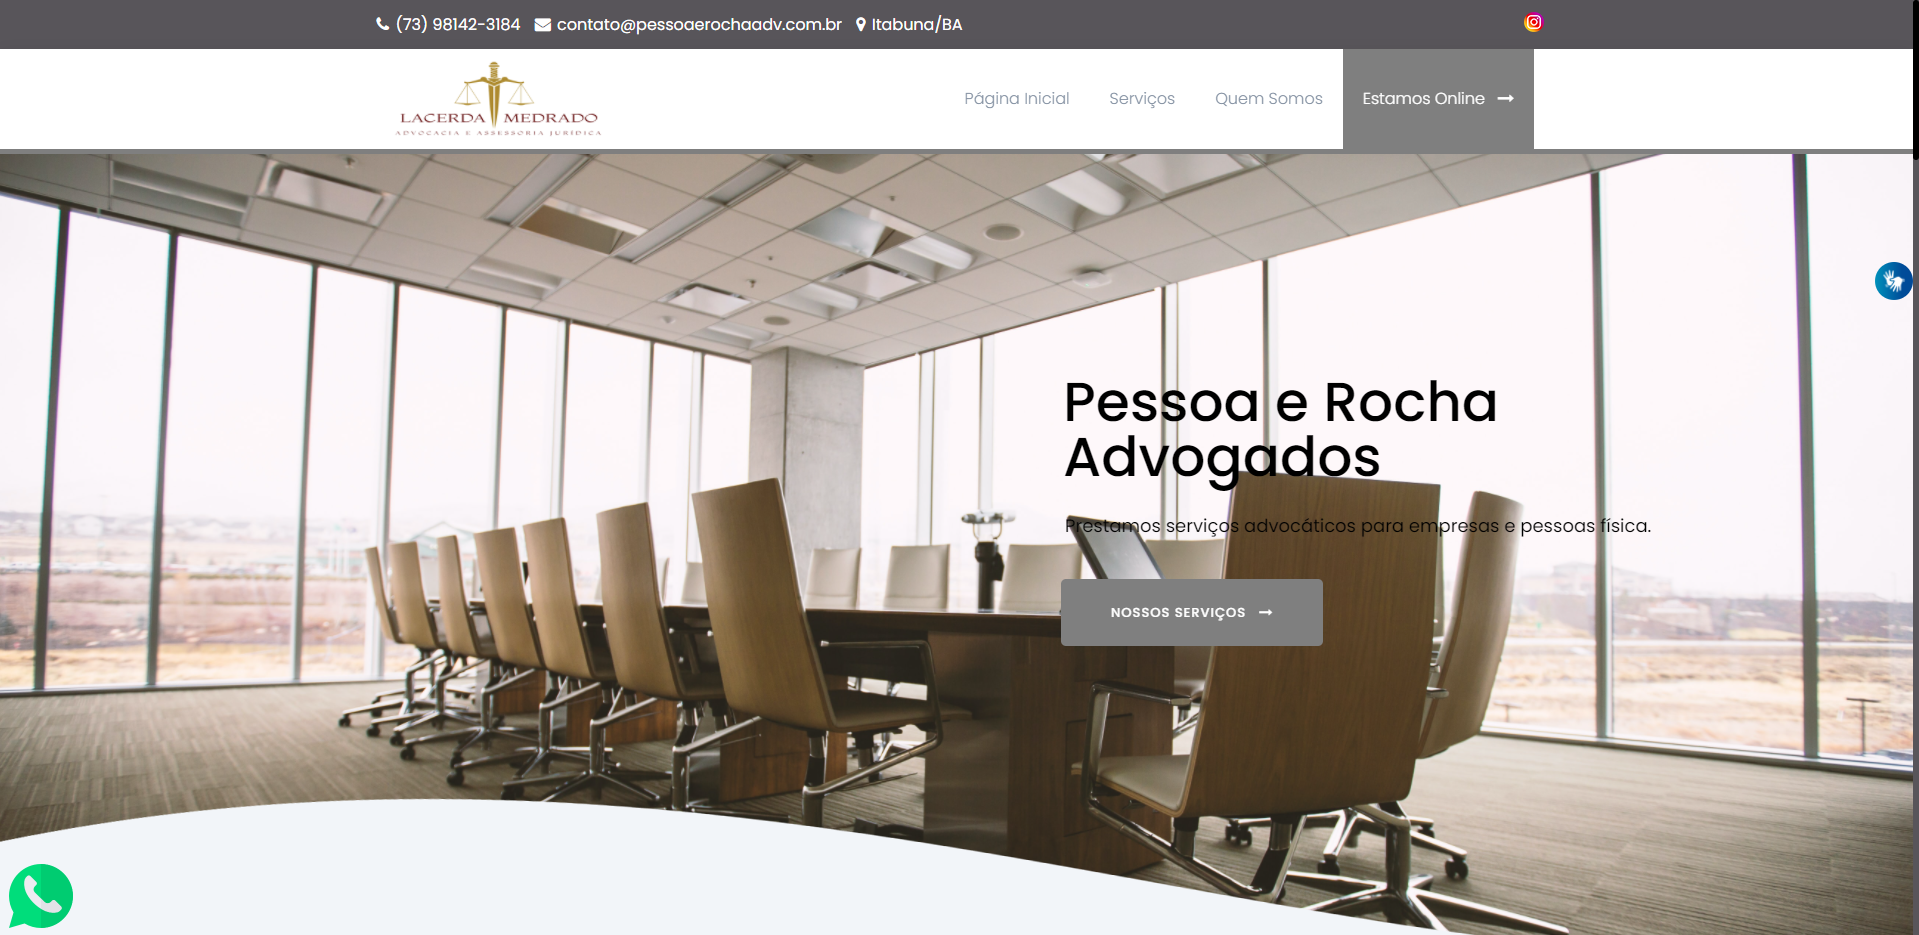 (73) 98142-3184 contato@pessoaerochaadv.com.br Itabuna/BA
LACERDA MEDRADO
ADVOCACIA E ASSESSORIA JURÍDICA
Página Inicial Serviços Quem Somos Estamos Online
Pessoa e Rocha
Advogados
Prestamos serviços advocáticos para empresas e pessoas física.
NOSSOS SERVIÇOS